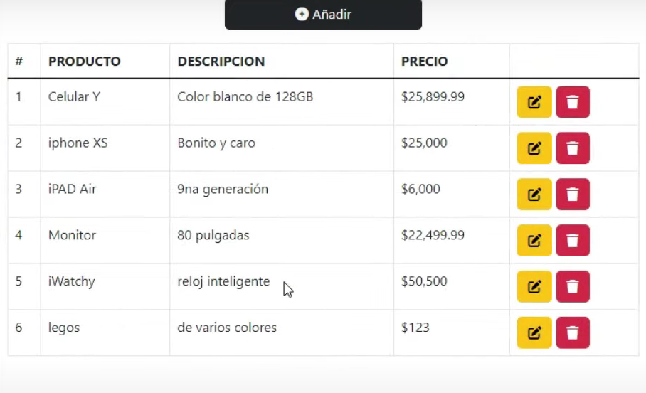 Añadir
# PRODUCTO DESCRIPCION PRECIO
1 Celular Y Color blanco de 128GB $25,899.99
2 iphone XS Bonito y caro $25,000
3 iPAD Air 9na generación $6,000
4 Monitor 80 pulgadas $22,499.99
5 iWatchy reloj inteligente $50,500
6 legos de varios colores $123